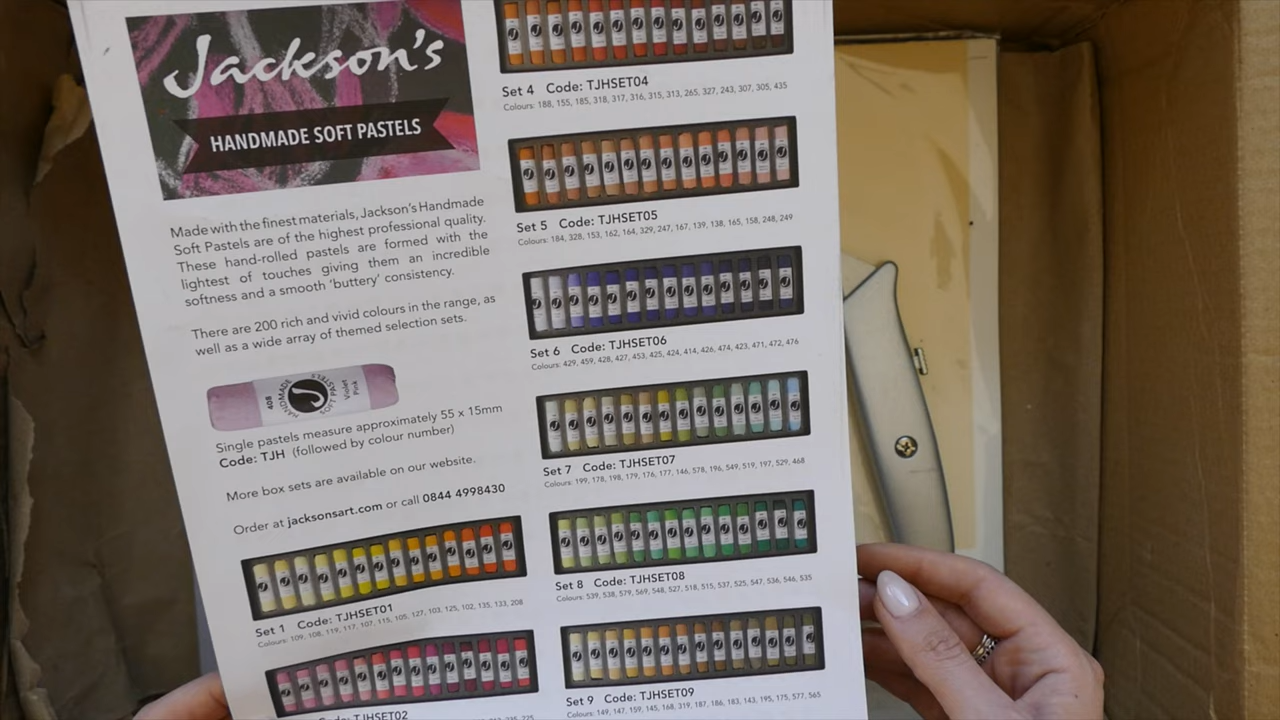 Jackson's
HANDMADE SOFT PASTELS
Made with the finest materials, Jackson's Handmade
Soft Pastels are of the highest professional quality.
These hand-rolled pastels are formed with the
lightest of touches giving them an incredible
softness and a smooth 'buttery' consistency.
There are 200 rich and vivid colours in the range, as
well as a wide array of themed selection sets.
408
HANDMADE
SOFT PASTELS
J
Violet
Pink
Single pastels measure approximately 55 x 15mm
Code: TJH (followed by colour number)
More box sets are available on our website.
Order at jacksonsart.com or call 0844 4998430
Set 1 Code: TJHSET01
Colours: 109, 108, 119, 117, 107, 115, 105, 127, 103, 125, 102, 135, 133, 208
Code: TJHSET02
Set 4 Code: TJHSET04
Colours: 188, 155, 185, 318, 317, 316, 315, 313, 265, 327, 243, 307, 305, 435
Set 5 Code: TJHSET05
Colours: 184, 328, 153, 162, 164, 329, 247, 167, 139, 138, 165, 158, 248, 249
Set 6 Code: TJHSET06
Colours: 429, 459, 428, 427, 453, 425, 424, 414, 426, 474, 423, 471, 472, 476
Set 7 Code: TJHSET07
Colours: 199, 178, 198, 179, 176, 177, 146, 578, 196, 549, 519, 197, 529, 468
Set 8 Code: TJHSET08
Colours: 539, 538, 579, 569, 548, 527, 518, 515, 537, 525, 547, 536, 546, 535
Set 9 Code: TJHSET09
Colours: 149, 147, 159, 145, 168, 319, 187, 186, 183, 143, 195, 175, 577, 565